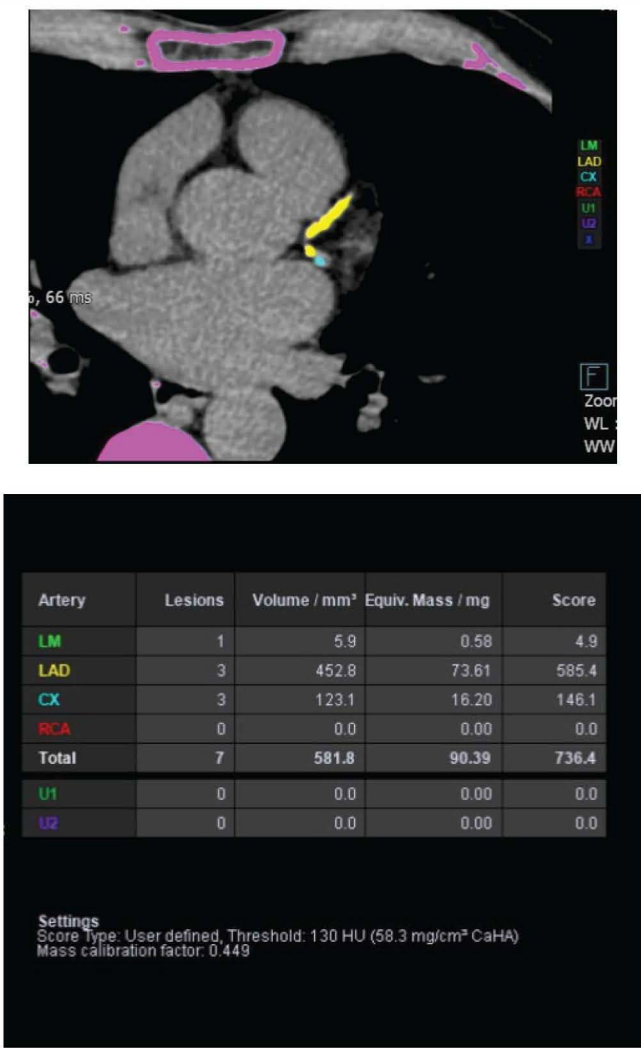 LM
LAD
CX
RCA
U1
U2
, 66 ms
F
Zoor
WL :
WW
Artery Lesions Volume / mm³ Equiv. Mass / mg Score
LM 1 5.9 0.58 4.9
LAD 3 452.8 73.61 585.4
CX 3 123.1 16.20 146.1
RCA 0 0.0 0.00 0.0
Total 7 581.8 90.39 736.4
U1 0 0.0 0.00 0.0
U2 0 0.0 0.00 0.0
Settings
Score Type: User defined, Threshold: 130 HU (58.3 mg/cm³ CaHA)
Mass calibration factor: 0.449